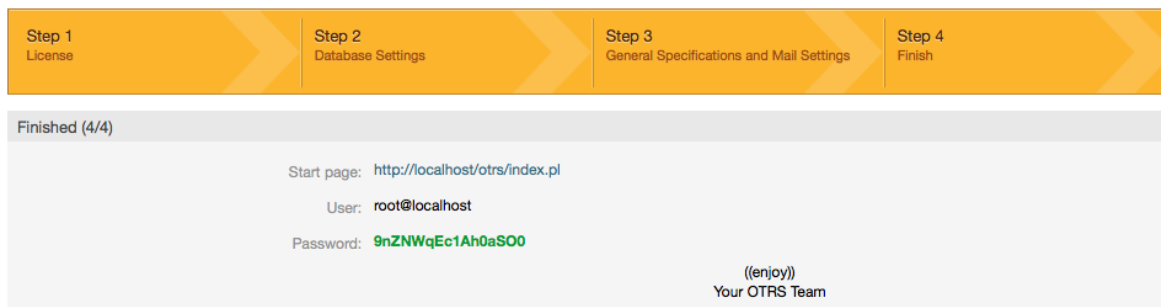 Step 1
License
Step 2
Database Settings
Step 3
General Specifications and Mail Settings
Step 4
Finish
Finished (4/4)
Start page: http://localhost/otrs/index.pl
User: root@localhost
Password: 9nZNWqEc1Ah0aSO0
((enjoy))
Your OTRS Team